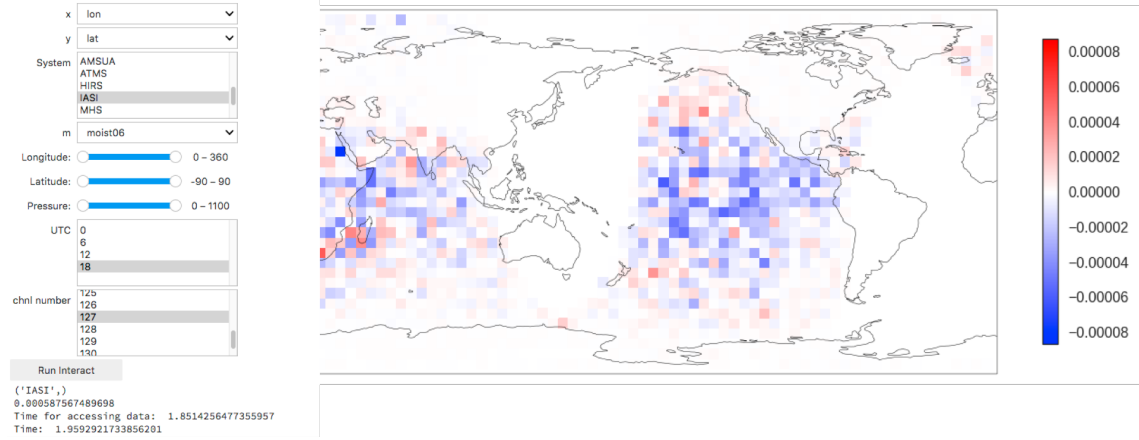 x lon
y lat
System AMSUA
ATMS
HIRS
IASI
MHS
m moist06
Longitude: 0 – 360
Latitude: -90 – 90
Pressure: 0 – 1100
UTC 0
6
12
18
chnl number 125
126
127
128
129
130
Run Interact
('IASI',)
0.000587567489698
Time for accessing data:  1.8514256477355957
Time:  1.9592921733856201
0.00008
0.00006
0.00004
0.00002
0.00000
−0.00002
−0.00004
−0.00006
−0.00008